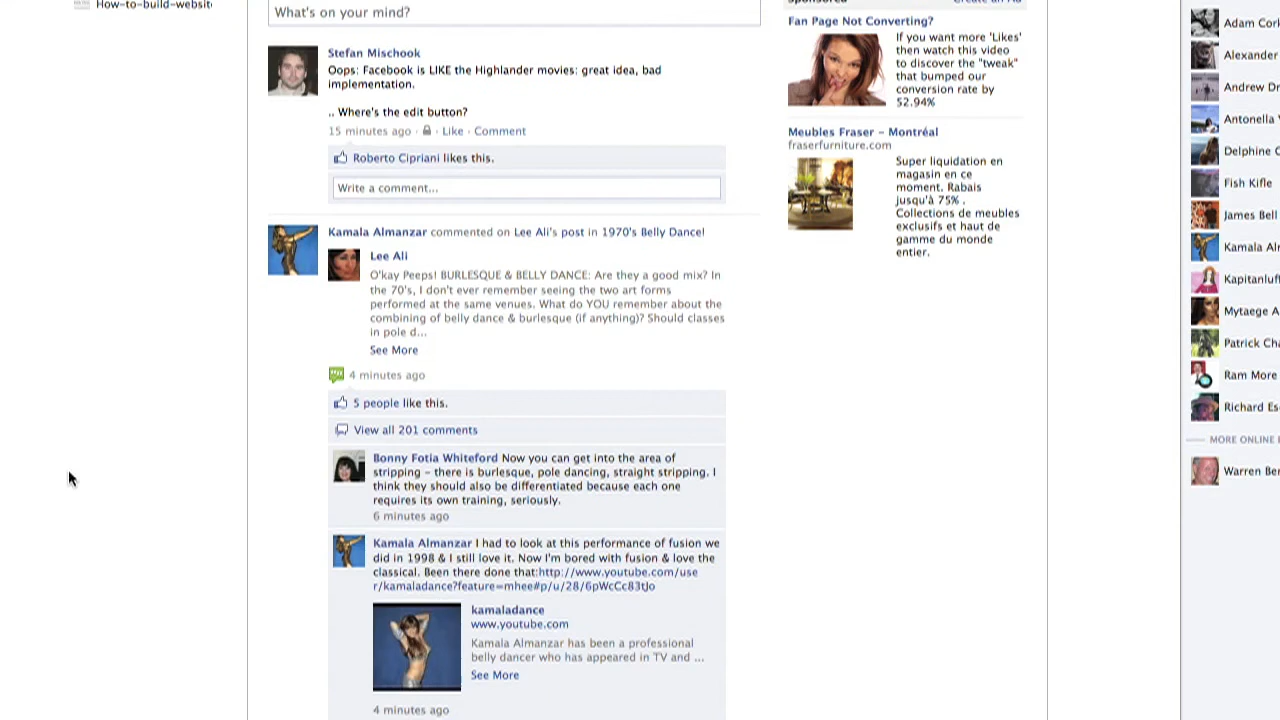 How-to-build-websit
What's on your mind?
Stefan Mischook
Oops: Facebook is LIKE the Highlander movies: great idea, bad
implementation.
.. Where's the edit button?
15 minutes ago · Like · Comment
Roberto Cipriani likes this.
Write a comment...
Kamala Almanzar commented on Lee Ali's post in 1970's Belly Dance!
Lee Ali
O'kay Peeps! BURLESQUE & BELLY DANCE: Are they a good mix? In
the 70's, I don't ever remember seeing the two art forms
performed at the same venues. What do YOU remember about the
combining of belly dance & burlesque (if anything)? Should classes
in pole d...
See More
4 minutes ago
5 people like this.
View all 201 comments
Bonny Fotia Whiteford Now you can get into the area of
stripping – there is burlesque, pole dancing, straight stripping. I
think they should also be differentiated because each one
requires its own training, seriously.
6 minutes ago
Kamala Almanzar I had to look at this performance of fusion we
did in 1998 & I still love it. Now I'm bored with fusion & love the
classical. Been there done that:http://www.youtube.com/use
r/kamaladance?feature=mhee#p/u/28/6pWcCc83tJo
kamaladance
www.youtube.com
Kamala Almanzar has been a professional
belly dancer who has appeared in TV and ...
See More
4 minutes ago
Sponsored
Create an Ad
Fan Page Not Converting?
If you want more 'Likes'
then watch this video
to discover the "tweak"
that bumped our
conversion rate by
52.94%
Meubles Fraser – Montréal
fraserfurniture.com
Super liquidation en
magasin en ce
moment. Rabais
jusqu'à 75% .
Collections de meubles
exclusifs et haut de
gamme du monde
entier.
Adam Cork
Alexander
Andrew Dr
Antonella
Delphine C
Fish Kifle
James Bell
Kamala Alr
Kapitanluff
Mytaege A
Patrick Cha
Ram More
Richard Es
MORE ONLINE
Warren Ber